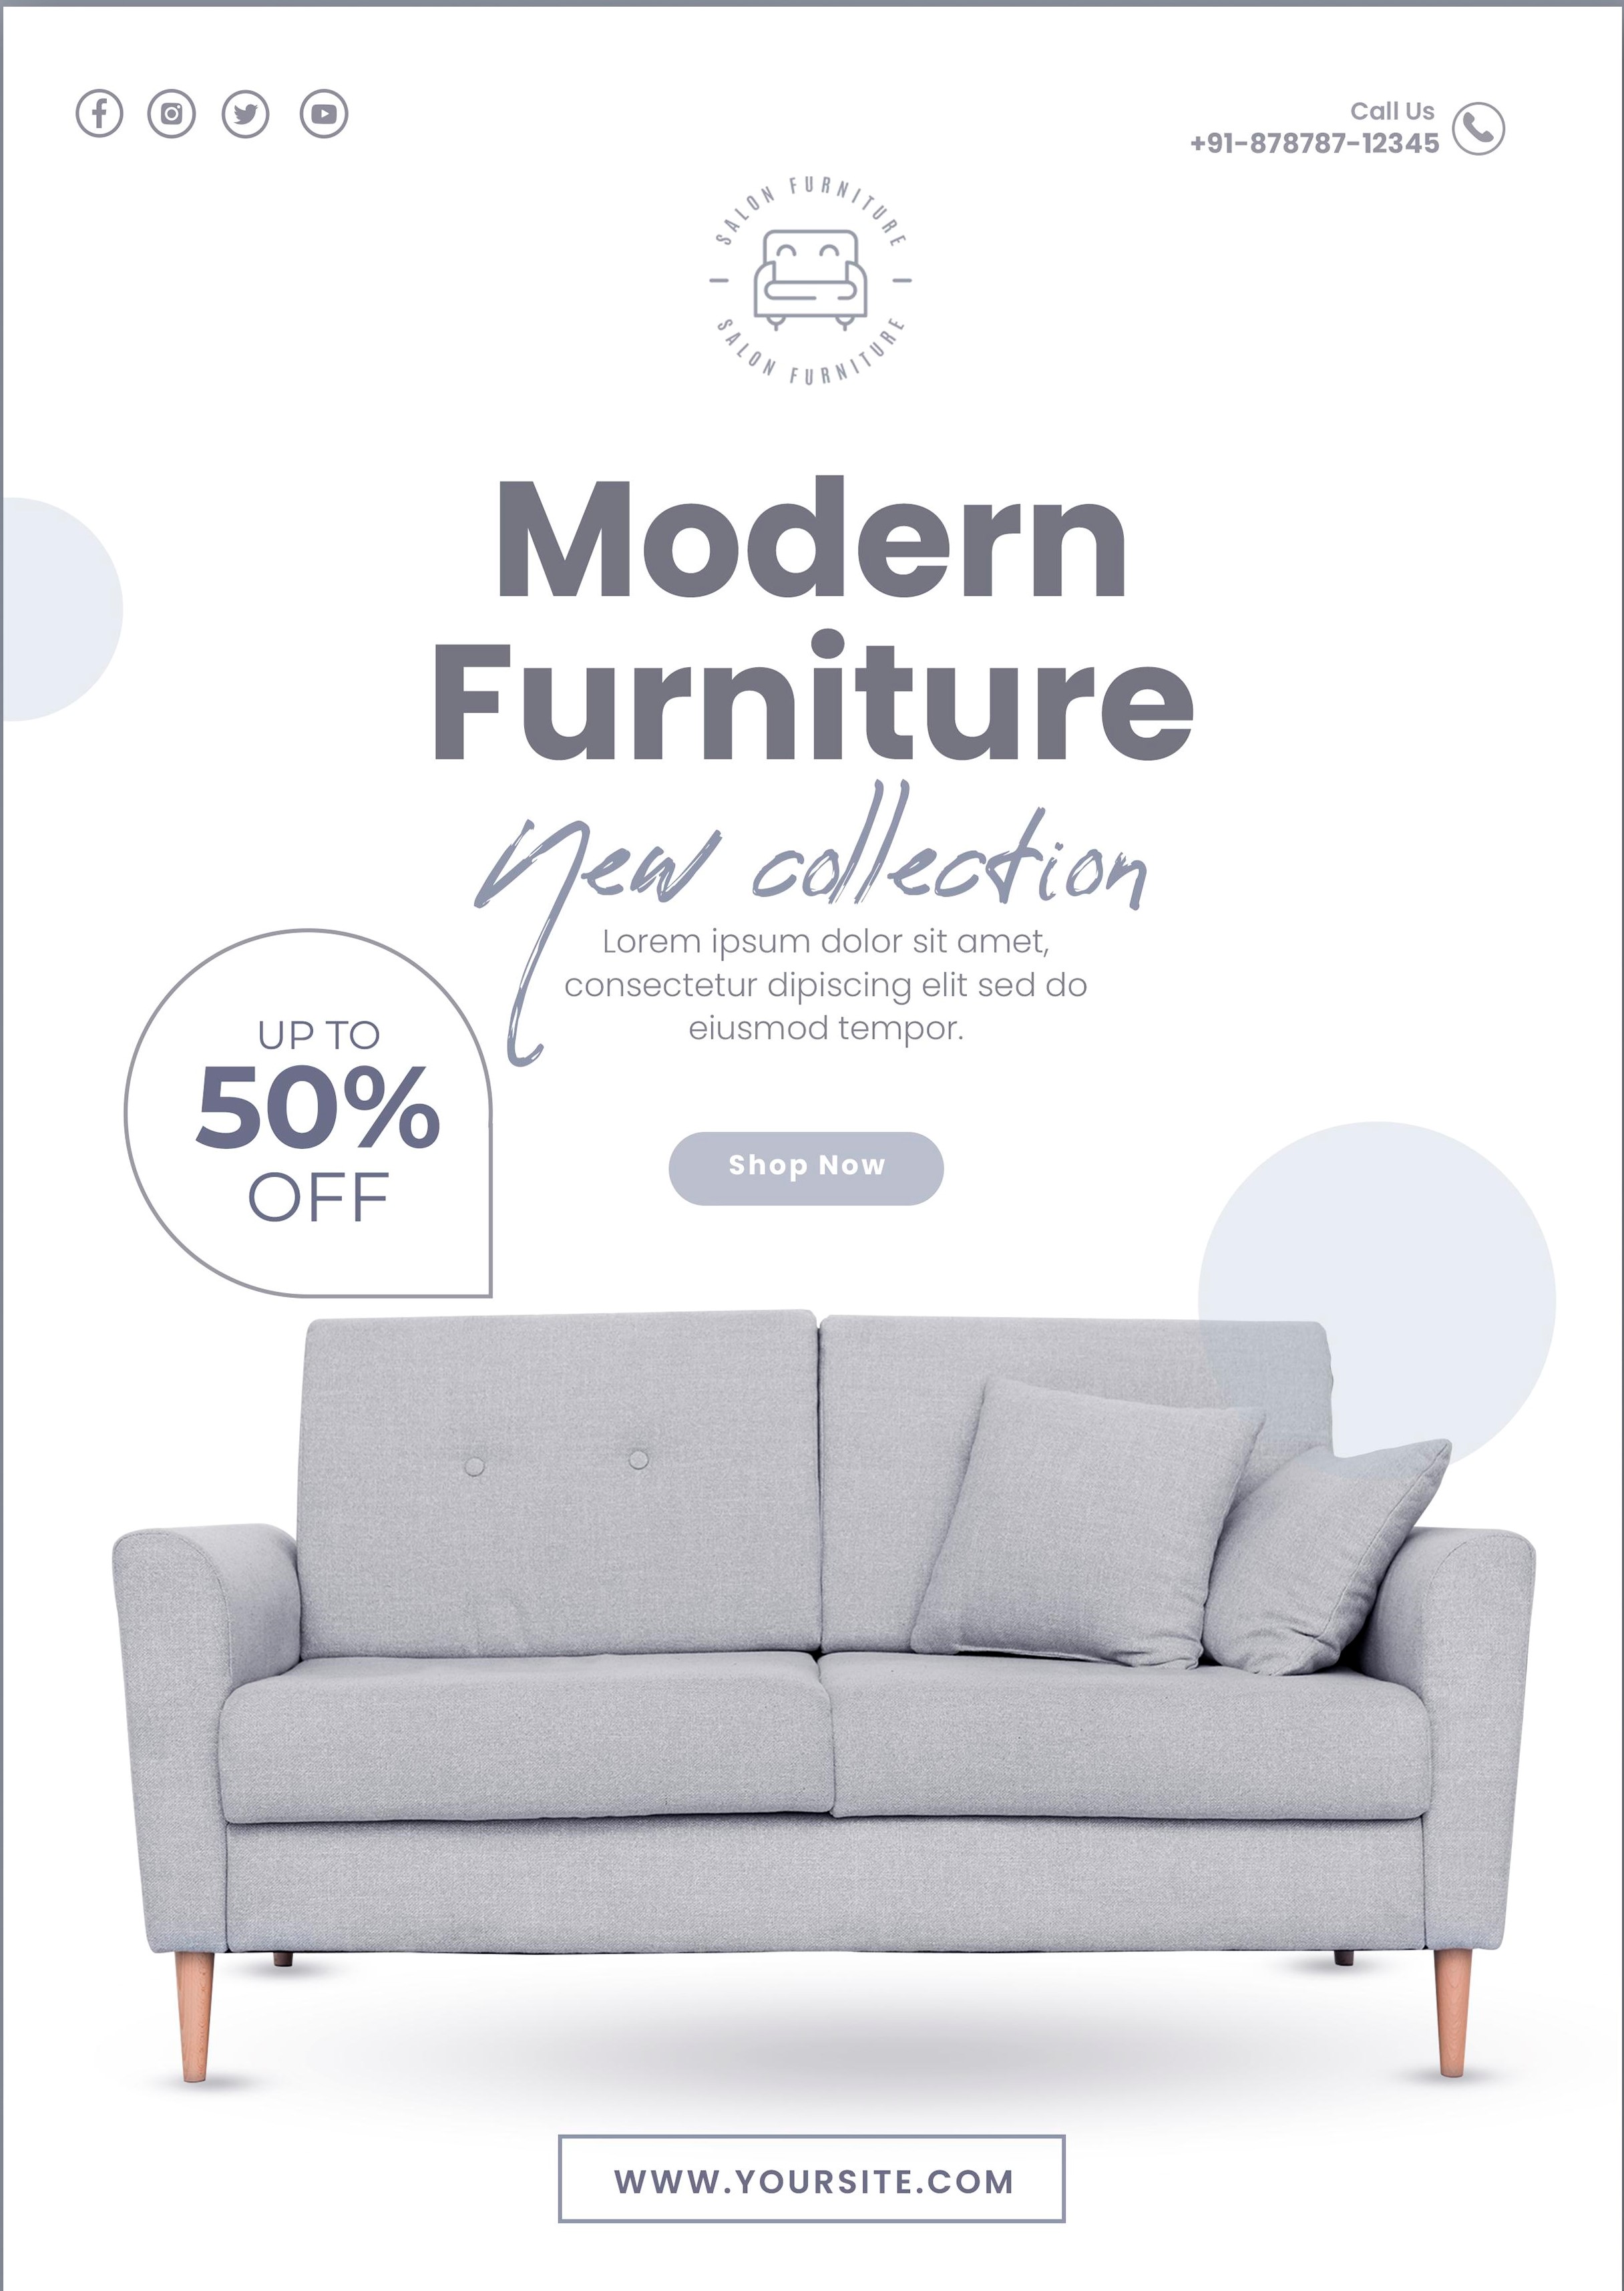 Call Us
+91-878787-12345
SALON FURNITURE
SALON FURNITURE
Modern
Furniture
New collection
Lorem ipsum dolor sit amet,
consectetur dipiscing elit sed do
eiusmod tempor.
UP TO
50%
OFF
Shop Now
WWW.YOURSITE.COM